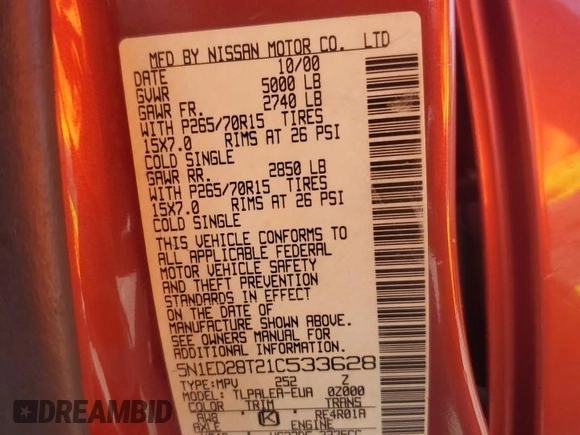 MFD BY NISSAN MOTOR CO. LTD
DATE 10/00
GVWR 5000 LB
GAWR FR. 2740 LB
WITH P265/70R15 TIRES
15X7.0 RIMS AT 26 PSI
COLD SINGLE
GAWR RR. 2850 LB
WITH P265/70R15 TIRES
15X7.0 RIMS AT 26 PSI
COLD SINGLE
THIS VEHICLE CONFORMS TO
ALL APPLICABLE FEDERAL
MOTOR VEHICLE SAFETY
AND THEFT PREVENTION
STANDARDS IN EFFECT
ON THE DATE OF
MANUFACTURE SHOWN ABOVE.
SEE OWNERS MANUAL FOR
ADDITIONAL INFORMATION
5N1ED28T21C533628
TYPE: MPV 252 Z
MODEL: TLPALEA-EUA 0Z000
COLOR TRIM TRANS
AW8 K RE4R01A
AXLE ENGINE
DREAMBID